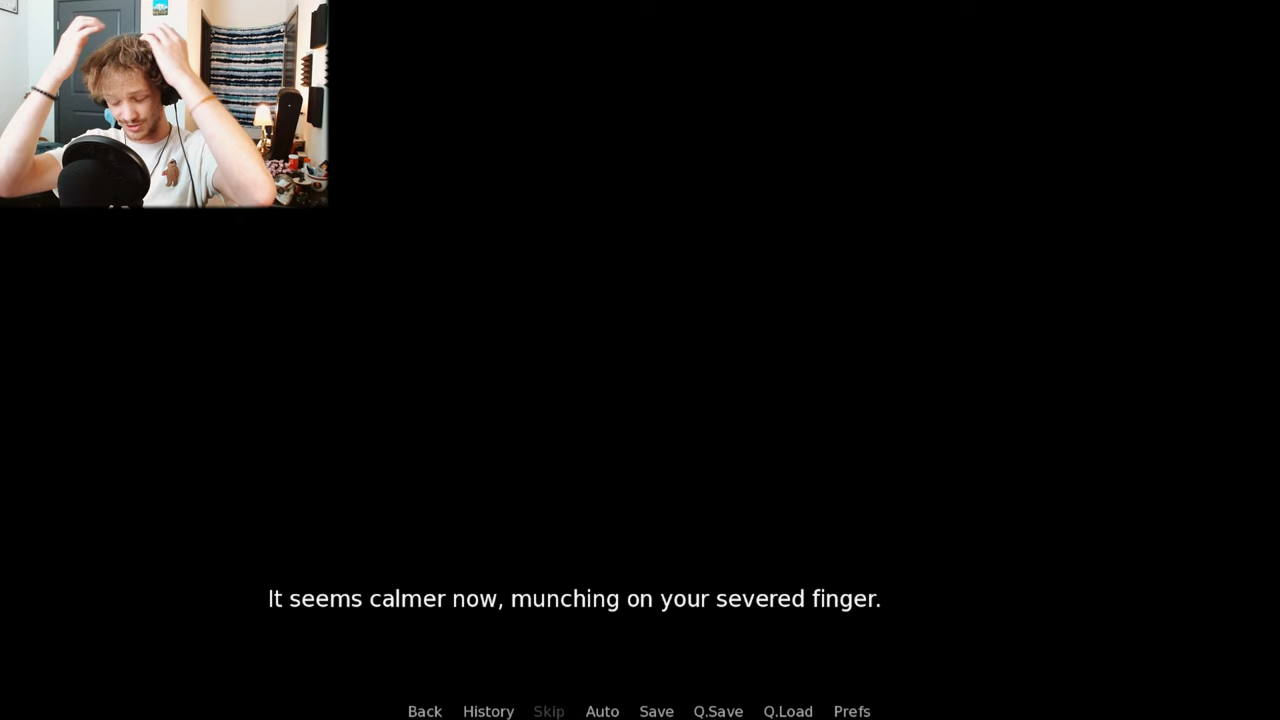 It seems calmer now, munching on your severed finger.
Back History Skip Auto Save Q.Save Q.Load Prefs